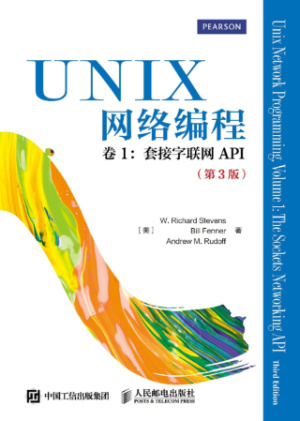 PEARSON
UNIX
网络编程
卷 1：套接字联网 API
（第 3 版）
W. Richard Stevens
[美] Bill Fenner 著
Andrew M. Rudoff
Unix Network Programming, Volume 1: The Sockets Networking API Third Edition
中国工信出版集团
人民邮电出版社
POSTS & TELECOM PRESS